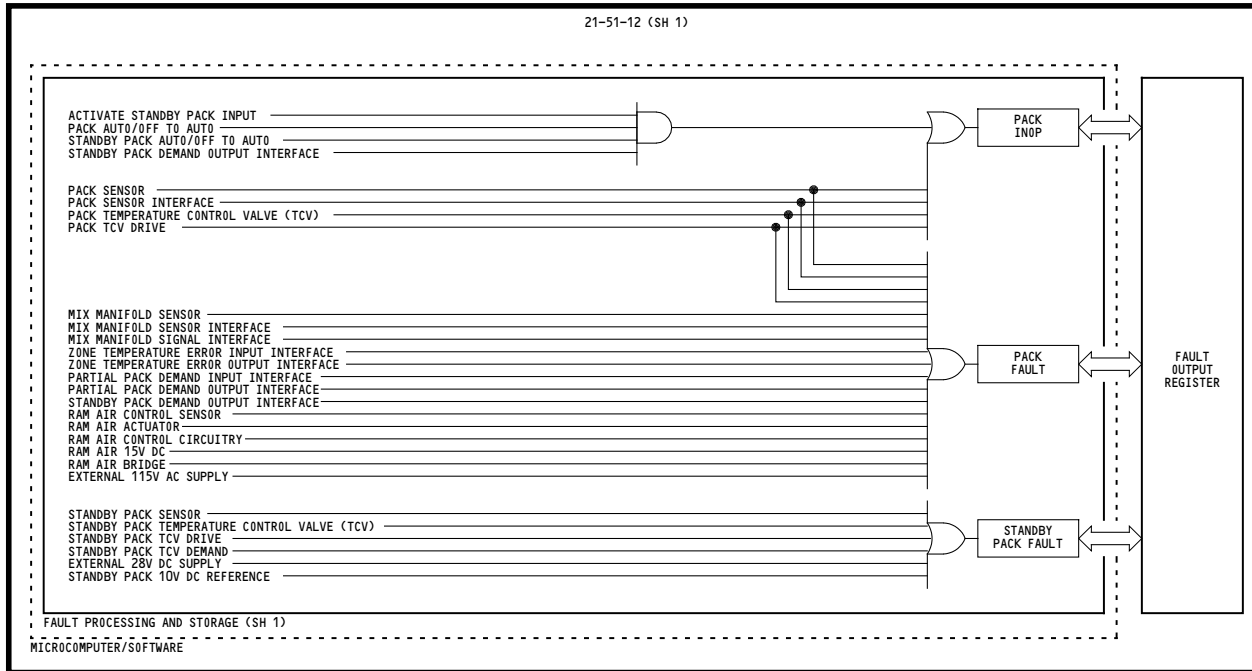 21-51-12 (SH 1)
ACTIVATE STANDBY PACK INPUT
PACK AUTO/OFF TO AUTO
STANDBY PACK AUTO/OFF TO AUTO
STANDBY PACK DEMAND OUTPUT INTERFACE
PACK
INOP
PACK SENSOR
PACK SENSOR INTERFACE
PACK TEMPERATURE CONTROL VALVE (TCV)
PACK TCV DRIVE
MIX MANIFOLD SENSOR
MIX MANIFOLD SENSOR INTERFACE
MIX MANIFOLD SIGNAL INTERFACE
ZONE TEMPERATURE ERROR INPUT INTERFACE
ZONE TEMPERATURE ERROR OUTPUT INTERFACE
PARTIAL PACK DEMAND INPUT INTERFACE
PARTIAL PACK DEMAND OUTPUT INTERFACE
STANDBY PACK DEMAND OUTPUT INTERFACE
RAM AIR CONTROL SENSOR
RAM AIR ACTUATOR
RAM AIR CONTROL CIRCUITRY
RAM AIR 15V DC
RAM AIR BRIDGE
EXTERNAL 115V AC SUPPLY
PACK
FAULT
FAULT
OUTPUT
REGISTER
STANDBY PACK SENSOR
STANDBY PACK TEMPERATURE CONTROL VALVE (TCV)
STANDBY PACK TCV DRIVE
STANDBY PACK TCV DEMAND
EXTERNAL 28V DC SUPPLY
STANDBY PACK 10V DC REFERENCE
STANDBY
PACK FAULT
FAULT PROCESSING AND STORAGE (SH 1)
MICROCOMPUTER/SOFTWARE